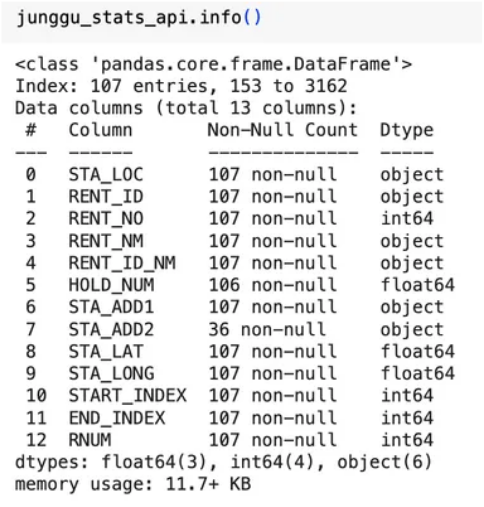 junggu_stats_api.info()
<class 'pandas.core.frame.DataFrame'>
Index: 107 entries, 153 to 3162
Data columns (total 13 columns):
 #   Column       Non-Null Count  Dtype
---  ------       --------------  -----
 0   STA_LOC      107 non-null    object
 1   RENT_ID      107 non-null    object
 2   RENT_NO      107 non-null    int64
 3   RENT_NM      107 non-null    object
 4   RENT_ID_NM   107 non-null    object
 5   HOLD_NUM     106 non-null    float64
 6   STA_ADD1     107 non-null    object
 7   STA_ADD2     36 non-null     object
 8   STA_LAT      107 non-null    float64
 9   STA_LONG     107 non-null    float64
 10  START_INDEX  107 non-null    int64
 11  END_INDEX    107 non-null    int64
 12  RNUM         107 non-null    int64
dtypes: float64(3), int64(4), object(6)
memory usage: 11.7+ KB